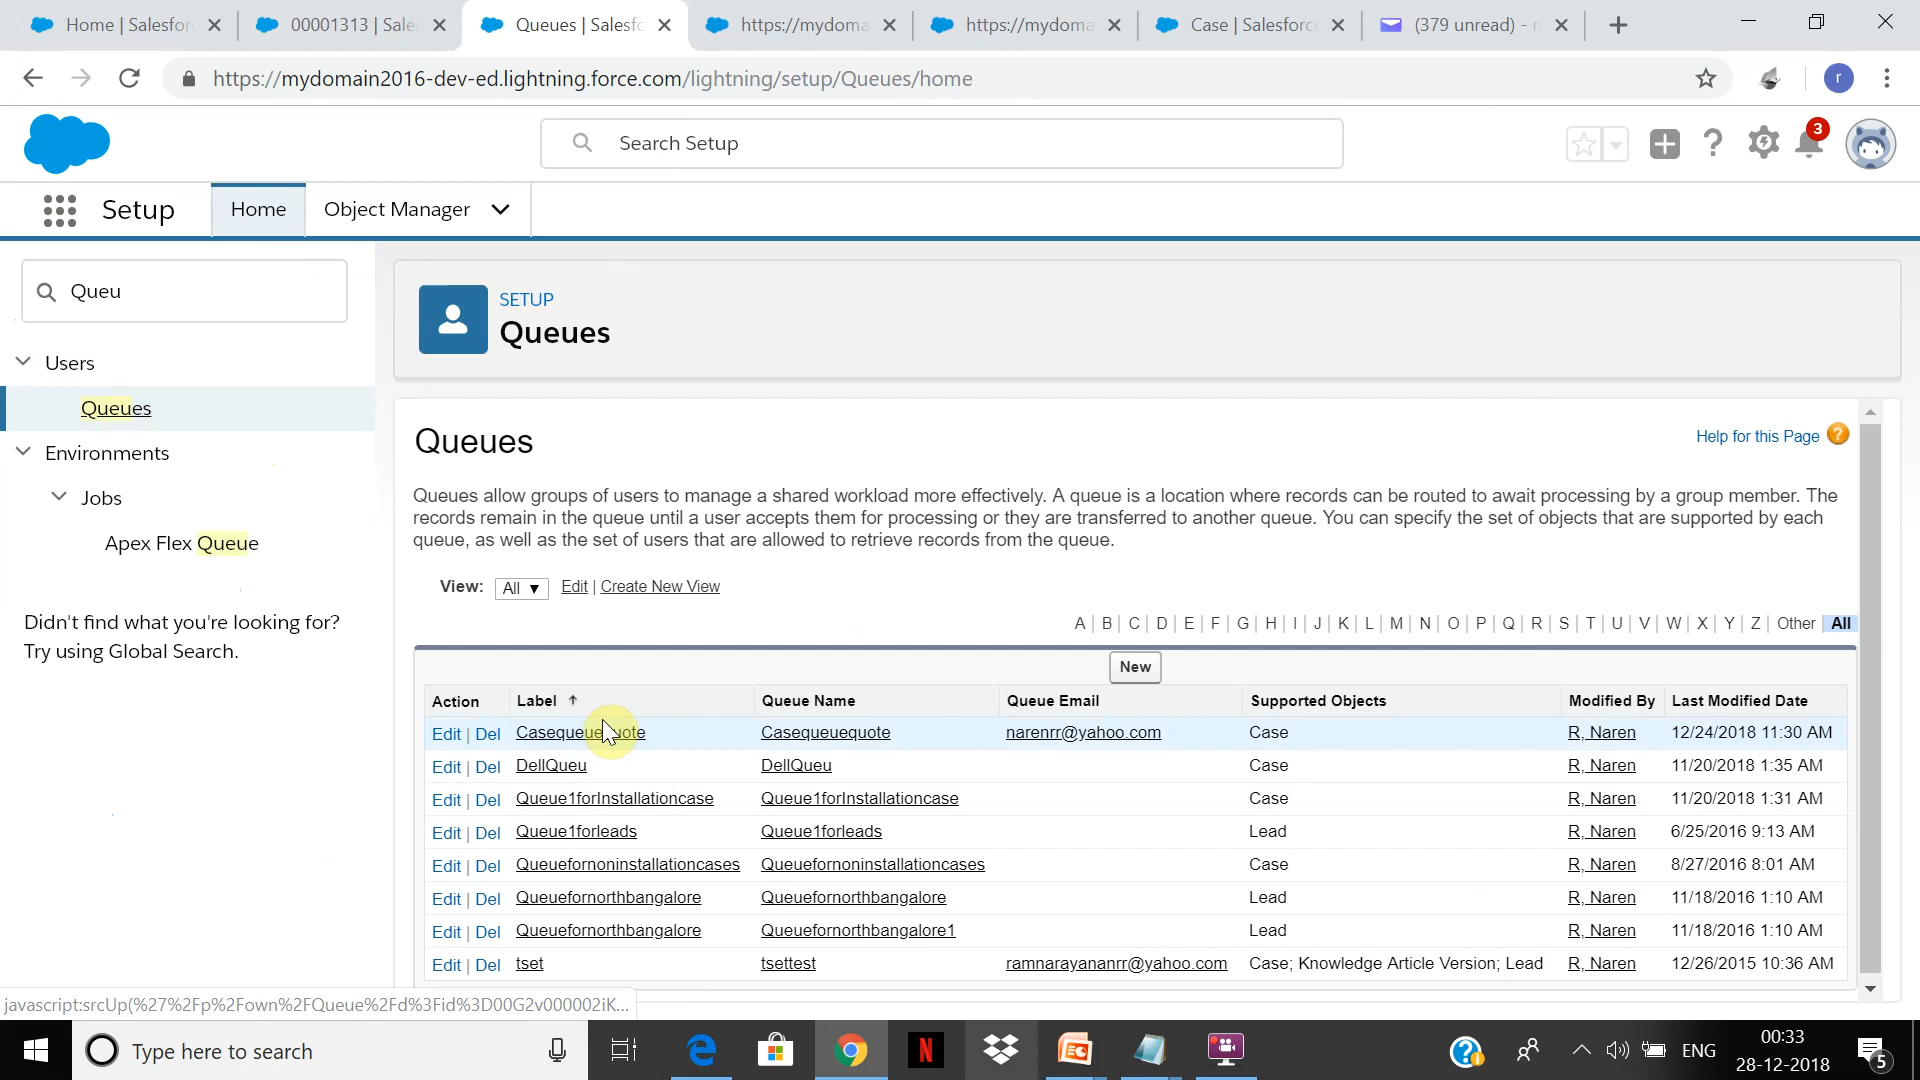 Home | Salesfor
00001313 | Sale
Queues | Salesfo
https://mydoma
https://mydoma
Case | Salesforc
(379 unread) - n
https://mydomain2016-dev-ed.lightning.force.com/lightning/setup/Queues/home
r
Search Setup
3
Setup
Home
Object Manager
Queu
SETUP
Queues
Users
Queues
Environments
Jobs
Apex Flex Queue
Didn't find what you're looking for?
Try using Global Search.
Queues
Help for this Page ?
Queues allow groups of users to manage a shared workload more effectively. A queue is a location where records can be routed to await processing by a group member. The
records remain in the queue until a user accepts them for processing or they are transferred to another queue. You can specify the set of objects that are supported by each
queue, as well as the set of users that are allowed to retrieve records from the queue.
View: All ▼ Edit | Create New View
A | B | C | D | E | F | G | H | I | J | K | L | M | N | O | P | Q | R | S | T | U | V | W | X | Y | Z | Other | All
New
Action Label ↑ Queue Name Queue Email Supported Objects Modified By Last Modified Date
Edit | Del Casequeuequote Casequeuequote narenrr@yahoo.com Case R, Naren 12/24/2018 11:30 AM
Edit | Del DellQueu DellQueu Case R, Naren 11/20/2018 1:35 AM
Edit | Del Queue1forInstallationcase Queue1forInstallationcase Case R, Naren 11/20/2018 1:31 AM
Edit | Del Queue1forleads Queue1forleads Lead R, Naren 6/25/2016 9:13 AM
Edit | Del Queuefornoninstallationcases Queuefornoninstallationcases Case R, Naren 8/27/2016 8:01 AM
Edit | Del Queuefornorthbangalore Queuefornorthbangalore Lead R, Naren 11/18/2016 1:10 AM
Edit | Del Queuefornorthbangalore Queuefornorthbangalore1 Lead R, Naren 11/18/2016 1:10 AM
Edit | Del tset tsettest ramnarayananrr@yahoo.com Case; Knowledge Article Version; Lead R, Naren 12/26/2015 10:36 AM
javascript:srcUp(%27%2Fp%2Fown%2FQueue%2Fd%3Fid%3D00G2v000002iK...
Type here to search
ENG
00:33
28-12-2018
5